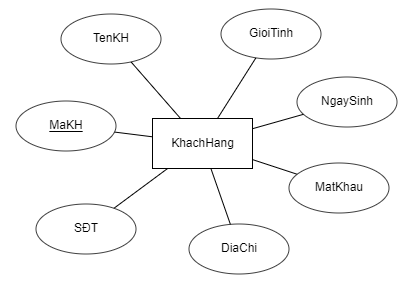 TenKH
GioiTinh
NgaySinh
MaKH
KhachHang
MatKhau
SĐT
DiaChi